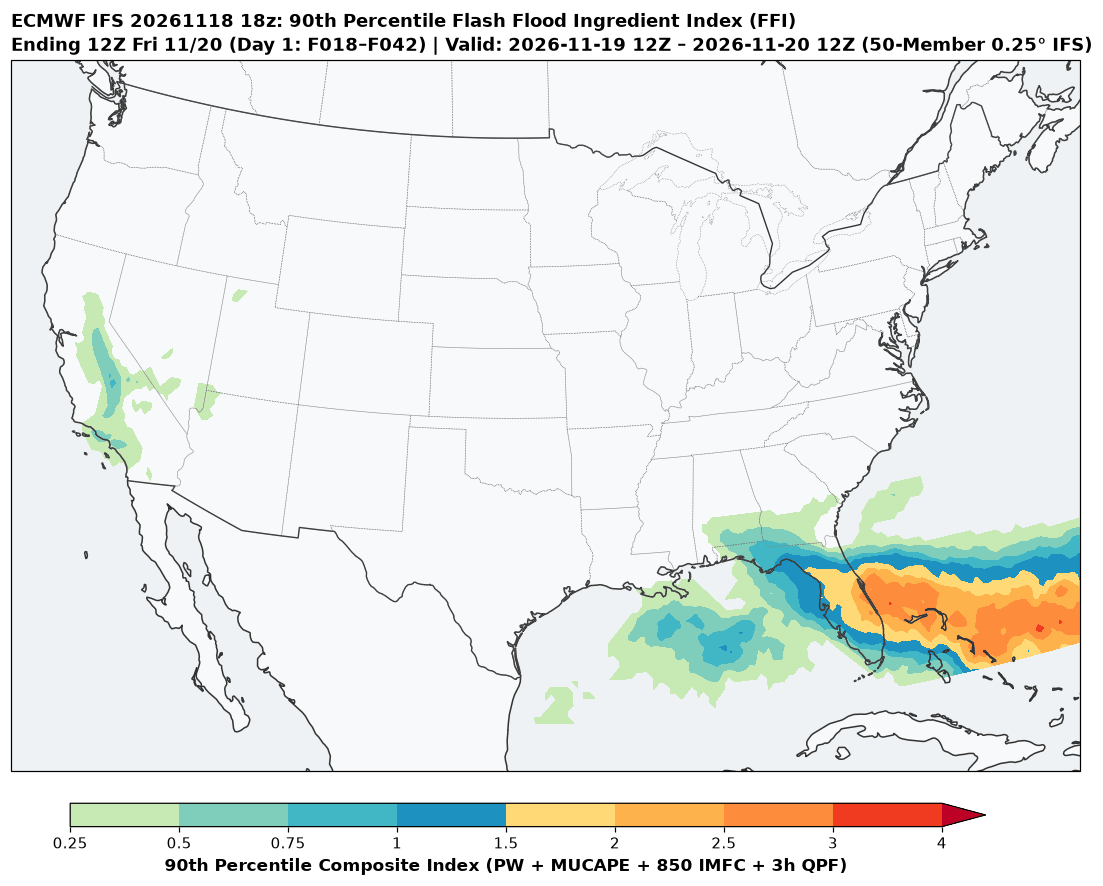 ECMWF IFS 20261118 18z: 90th Percentile Flash Flood Ingredient Index (FFI)
Ending 12Z Fri 11/20 (Day 1: F018–F042) | Valid: 2026-11-19 12Z – 2026-11-20 12Z (50-Member 0.25° IFS)
0.25 0.5 0.75 1 1.5 2 2.5 3 4
90th Percentile Composite Index (PW + MUCAPE + 850 IMFC + 3h QPF)